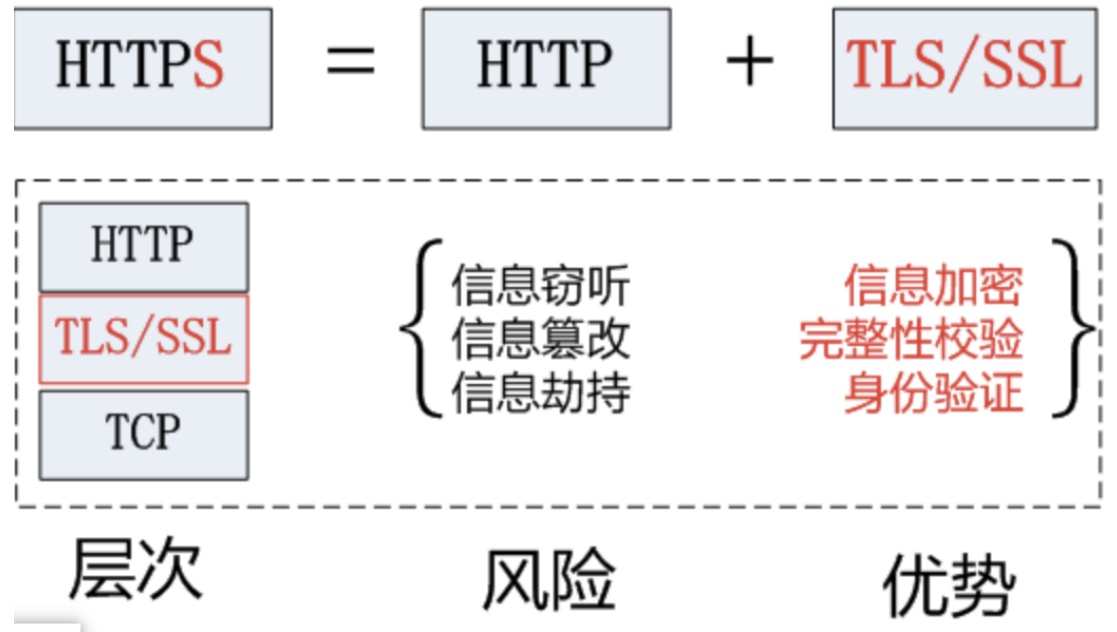 HTTPS = HTTP + TLS/SSL
HTTP
TLS/SSL
TCP
信息窃听
信息篡改
信息劫持
信息加密
完整性校验
身份验证
层次
风险
优势